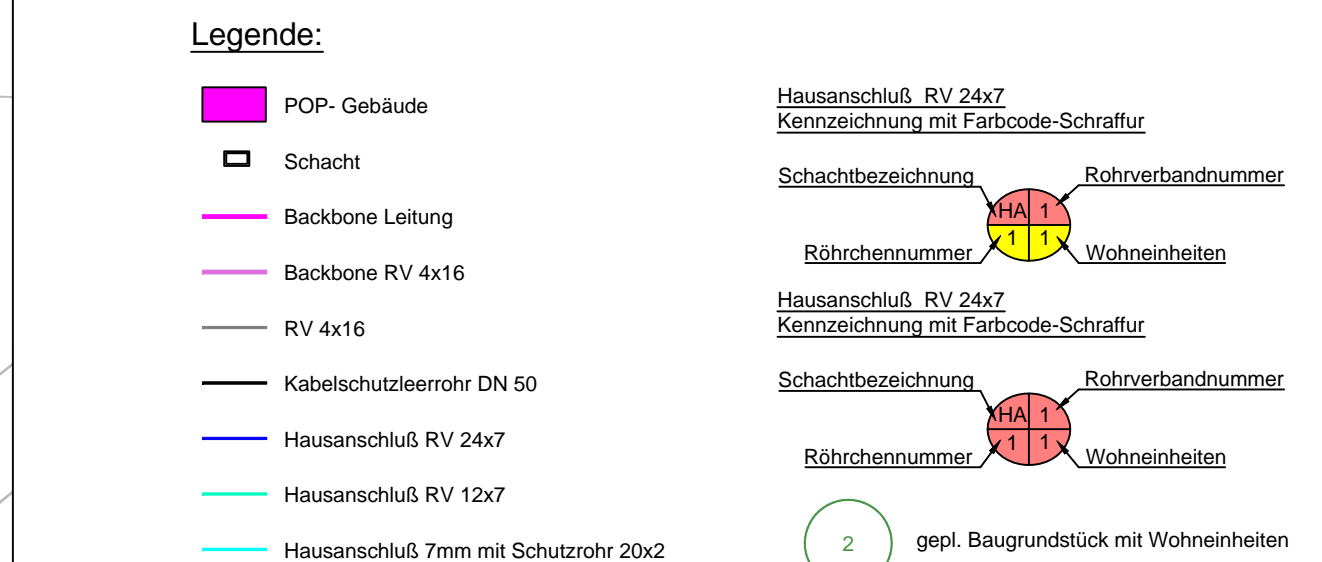 Legende:
POP- Gebäude
Schacht
Backbone Leitung
Backbone RV 4x16
RV 4x16
Kabelschutzleerrohr DN 50
Hausanschluß RV 24x7
Hausanschluß RV 12x7
Hausanschluß 7mm mit Schutzrohr 20x2
Hausanschluß RV 24x7
Kennzeichnung mit Farbcode-Schraffur
Schachtbezeichnung
Rohrverbandnummer
HA 1
1 1
Röhrchennummer
Wohneinheiten
Hausanschluß RV 24x7
Kennzeichnung mit Farbcode-Schraffur
Schachtbezeichnung
Rohrverbandnummer
HA 1
1 1
Röhrchennummer
Wohneinheiten
2
gepl. Baugrundstück mit Wohneinheiten